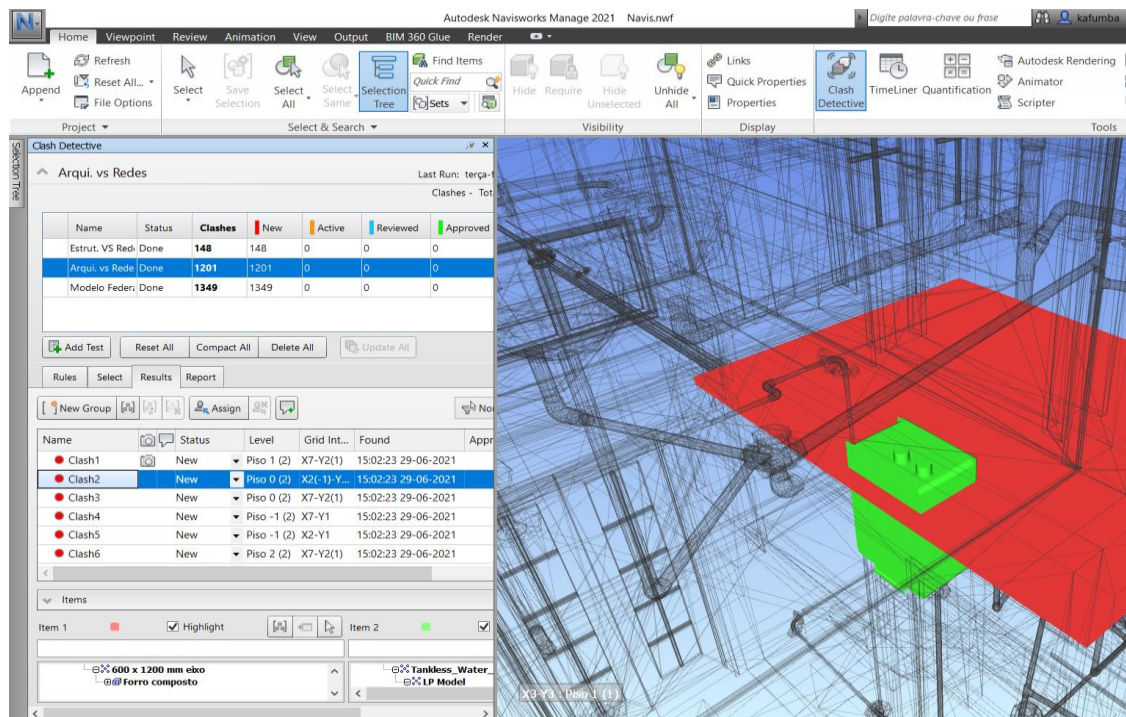 Autodesk Navisworks Manage 2021 Navis.nwf
Digite palavra-chave ou frase
kafumba
Home Viewpoint Review Animation View Output BIM 360 Glue Render
Append
Refresh
Reset All...
File Options
Select
Save Selection
Select All
Select Same
Selection Tree
Find Items
Quick Find
Sets
Hide
Require
Hide Unselected
Unhide All
Links
Quick Properties
Properties
Clash Detective
TimeLiner
Quantification
Autodesk Rendering
Animator
Scripter
Project Select & Search Visibility Display Tools
Selection Tree
Clash Detective
Arqui. vs Redes
Last Run: terça-f
Clashes - Tot
Name Status Clashes New Active Reviewed Approved
Estrut. VS Red Done 148 148 0 0 0
Arqui. vs Rede Done 1201 1201 0 0 0
Modelo Feder Done 1349 1349 0 0 0
Add Test Reset All Compact All Delete All Update All
Rules Select Results Report
New Group Assign No
Name Status Level Grid Int... Found Appr
Clash1 New Piso 1 (2) X7-Y2(1) 15:02:23 29-06-2021
Clash2 New Piso 0 (2) X2(-1)-Y... 15:02:23 29-06-2021
Clash3 New Piso 0 (2) X7-Y2(1) 15:02:23 29-06-2021
Clash4 New Piso -1 (2) X7-Y1 15:02:23 29-06-2021
Clash5 New Piso -1 (2) X2-Y1 15:02:23 29-06-2021
Clash6 New Piso 2 (2) X7-Y2(1) 15:02:23 29-06-2021
Items
Item 1 Highlight Item 2
600 x 1200 mm eixo
Forro composto
Tankless_Water_
LP Model
X3-Y3 : Piso 1 (1)